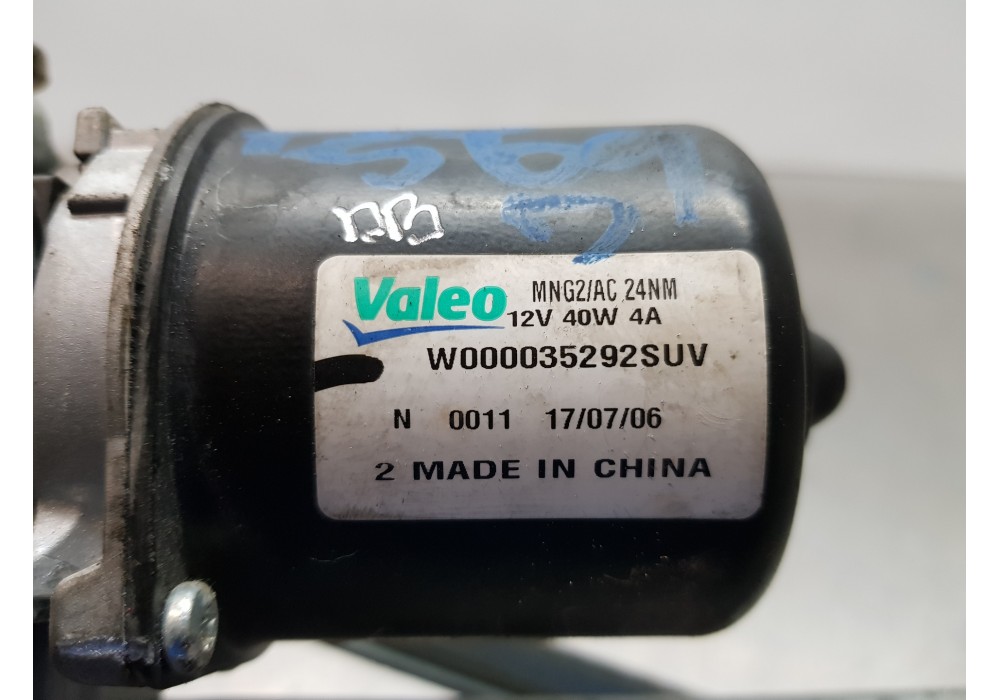 Valeo MNG2/AC 24NM
12V 40W 4A
W000035292SUV
N 0011 17/07/06
2 MADE IN CHINA